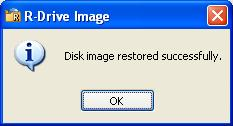 R-Drive Image
Disk image restored successfully.
OK